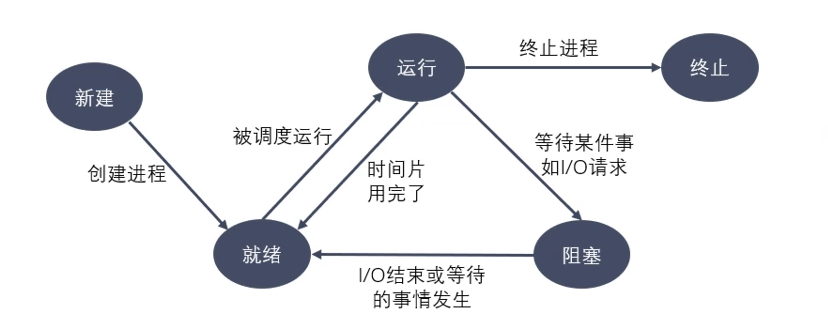 终止进程
运行
终止
新建
被调度运行
等待某件事
如I/O请求
时间片
用完了
创建进程
就绪
阻塞
I/O结束或等待
的事情发生